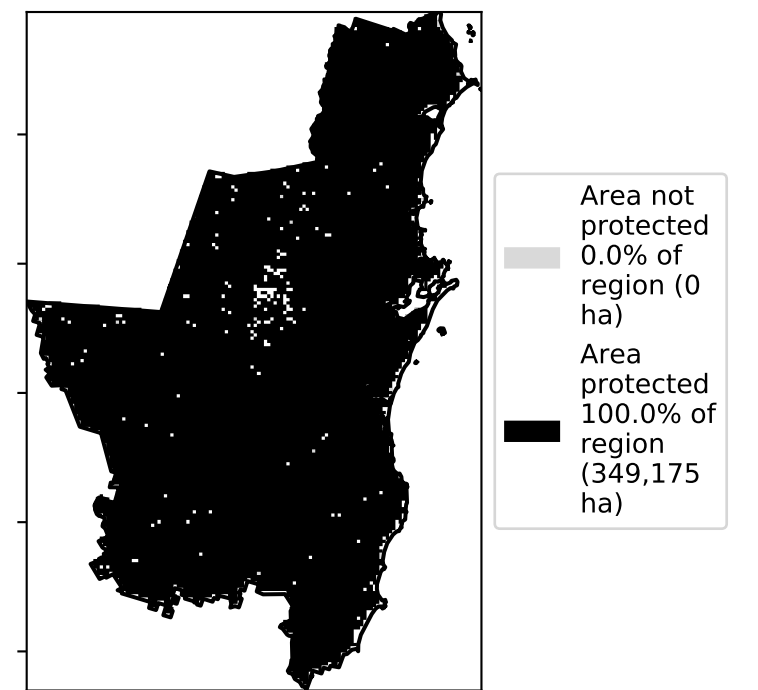 Area not
protected
0.0% of
region (0
ha)
Area
protected
100.0% of
region
(349,175
ha)